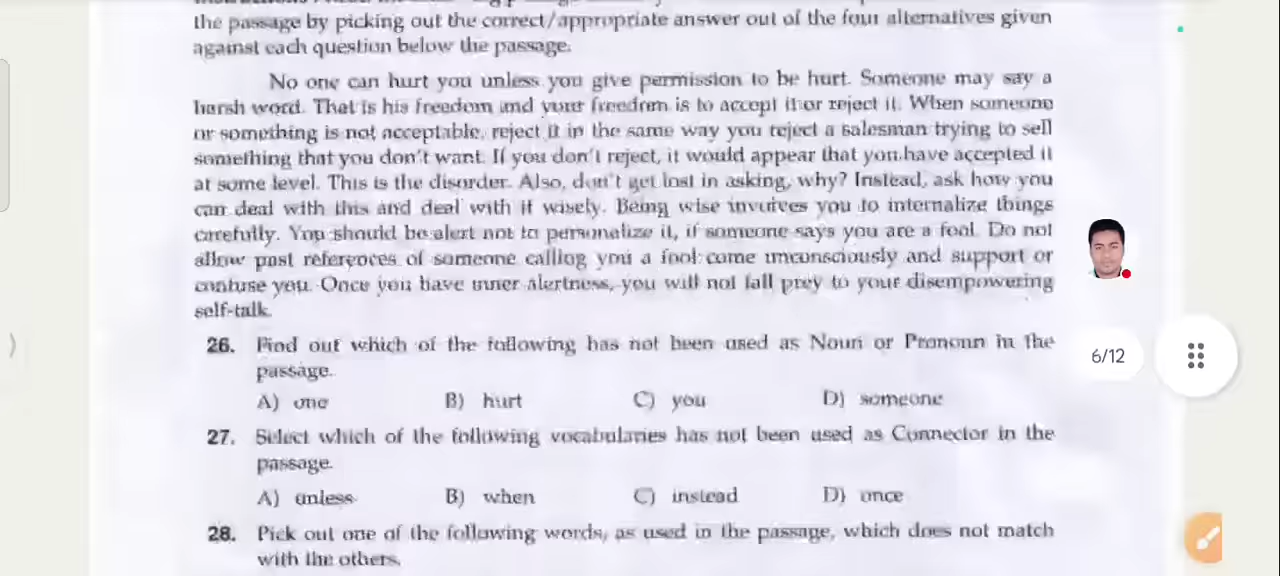 the passage by picking out the correct/appropriate answer out of the four alternatives given
against each question below the passage.
No one can hurt you unless you give permission to be hurt. Someone may say a
harsh word. That is his freedom and your freedom is to accept it or reject it. When someone
or something is not acceptable, reject it in the same way you reject a salesman trying to sell
something that you don't want. If you don't reject, it would appear that you have accepted it
at some level. This is the disorder. Also, don't get lost in asking, why? Instead, ask how you
can deal with this and deal with it wisely. Being wise involves you to internalize things
carefully. You should be alert not to personalize it, if someone says you are a fool. Do not
allow past references of someone calling you a fool come unconsciously and support or
confuse you. Once you have inner alertness, you will not fall prey to your disempowering
self-talk.
26. Find out which of the following has not been used as Noun or Pronoun in the
passage.
A) one B) hurt C) you D) someone
27. Select which of the following vocabularies has not been used as Connector in the
passage.
A) unless B) when C) instead D) once
28. Pick out one of the following words, as used in the passage, which does not match
with the others.
6/12